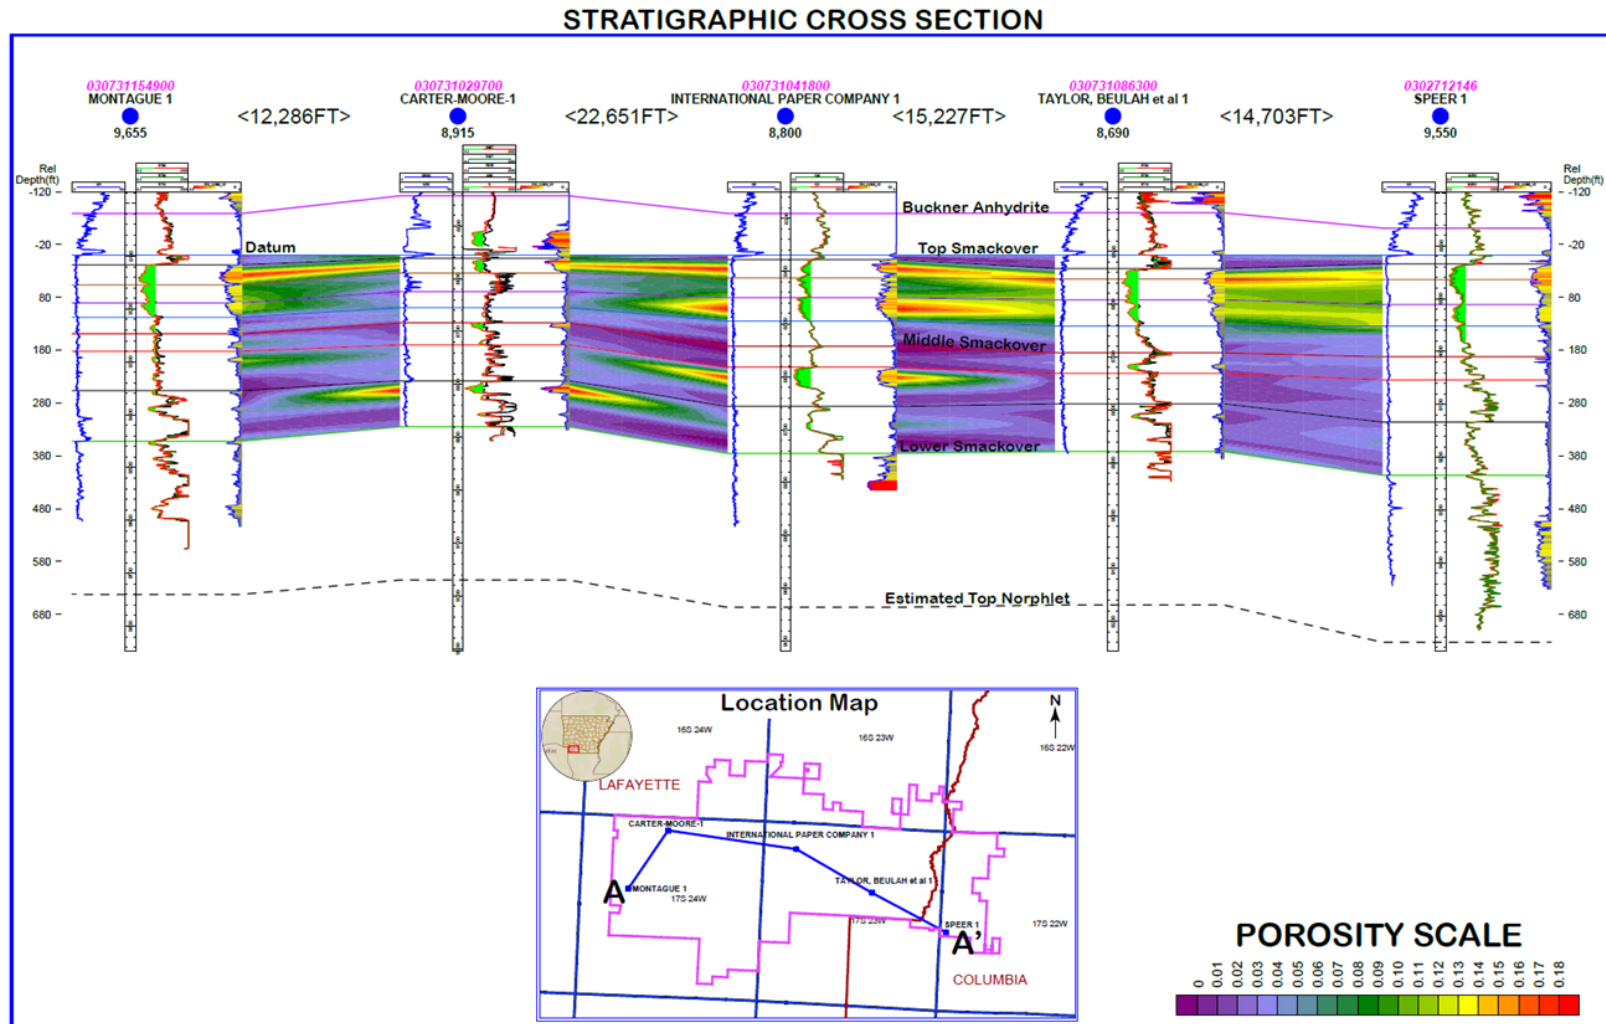 STRATIGRAPHIC CROSS SECTION
030731154900
MONTAGUE 1
9,655
<12,286FT>
030731029700
CARTER-MOORE-1
8,915
<22,651FT>
030731041800
INTERNATIONAL PAPER COMPANY 1
8,800
<15,227FT>
030731086300
TAYLOR, BEULAH et al 1
8,690
<14,703FT>
0302712146
SPEER 1
9,550
Rel
Depth(ft)
-120
-20
80
180
280
380
480
580
680
Rel
Depth(ft)
-120
-20
80
180
280
380
480
580
680
Buckner Anhydrite
Datum
Top Smackover
Middle Smackover
Lower Smackover
Estimated Top Norphlet
Location Map
N
16S 24W
16S 23W
16S 22W
LAFAYETTE
CARTER-MOORE-1
INTERNATIONAL PAPER COMPANY 1
TAYLOR, BEULAH et al 1
A
MONTAGUE 1
17S 24W
17S 23W
SPEER 1
17S 22W
A'
COLUMBIA
POROSITY SCALE
0 0.01 0.02 0.03 0.04 0.05 0.06 0.07 0.08 0.09 0.10 0.11 0.12 0.13 0.14 0.15 0.16 0.17 0.18